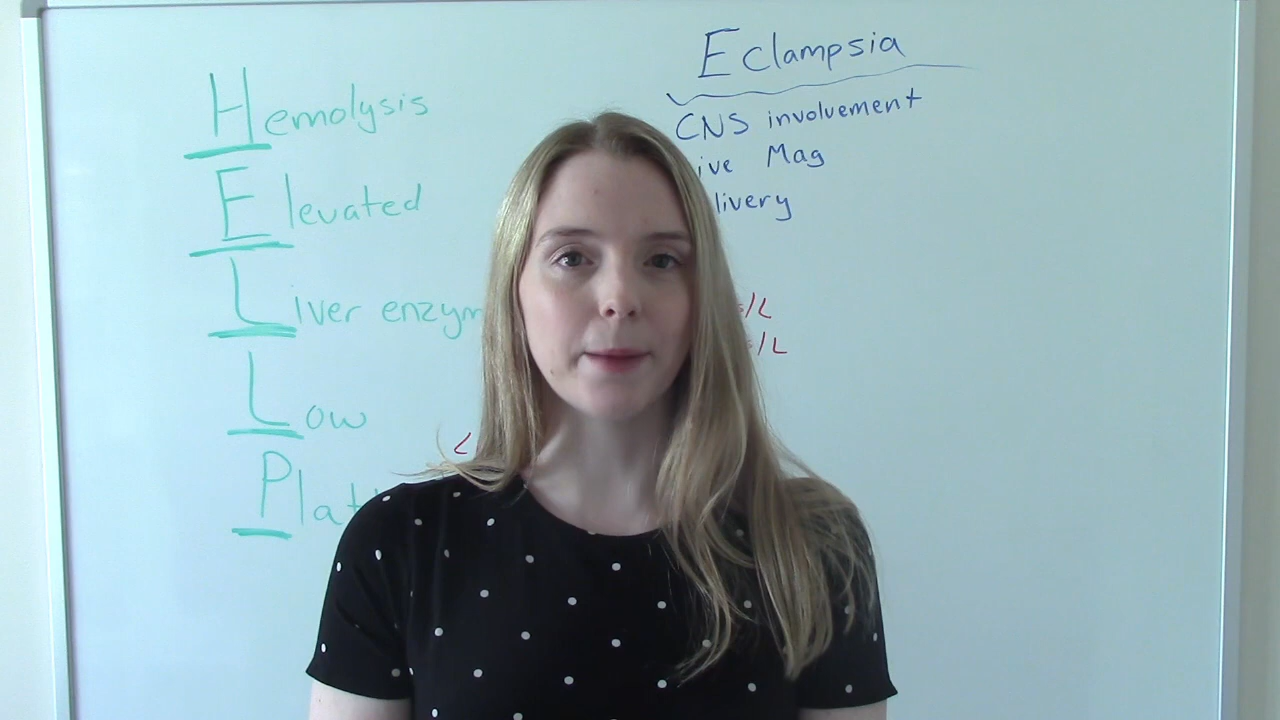 Hemolysis
Elevated
Liver enzym
Low
Plat
Eclampsia
CNS involvement
ive Mag
livery
/L
/L
<